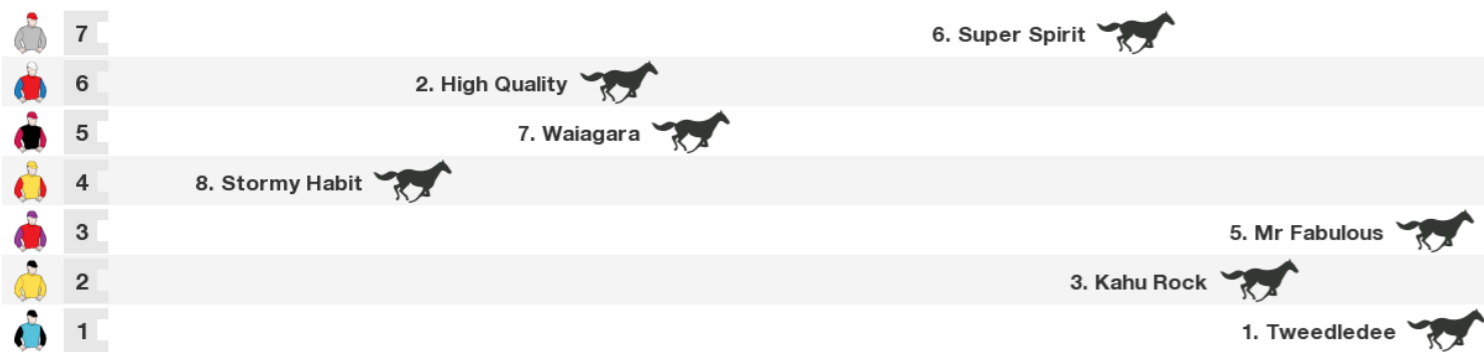 7 6. Super Spirit
6 2. High Quality
5 7. Waiagara
4 8. Stormy Habit
3 5. Mr Fabulous
2 3. Kahu Rock
1 1. Tweedledee